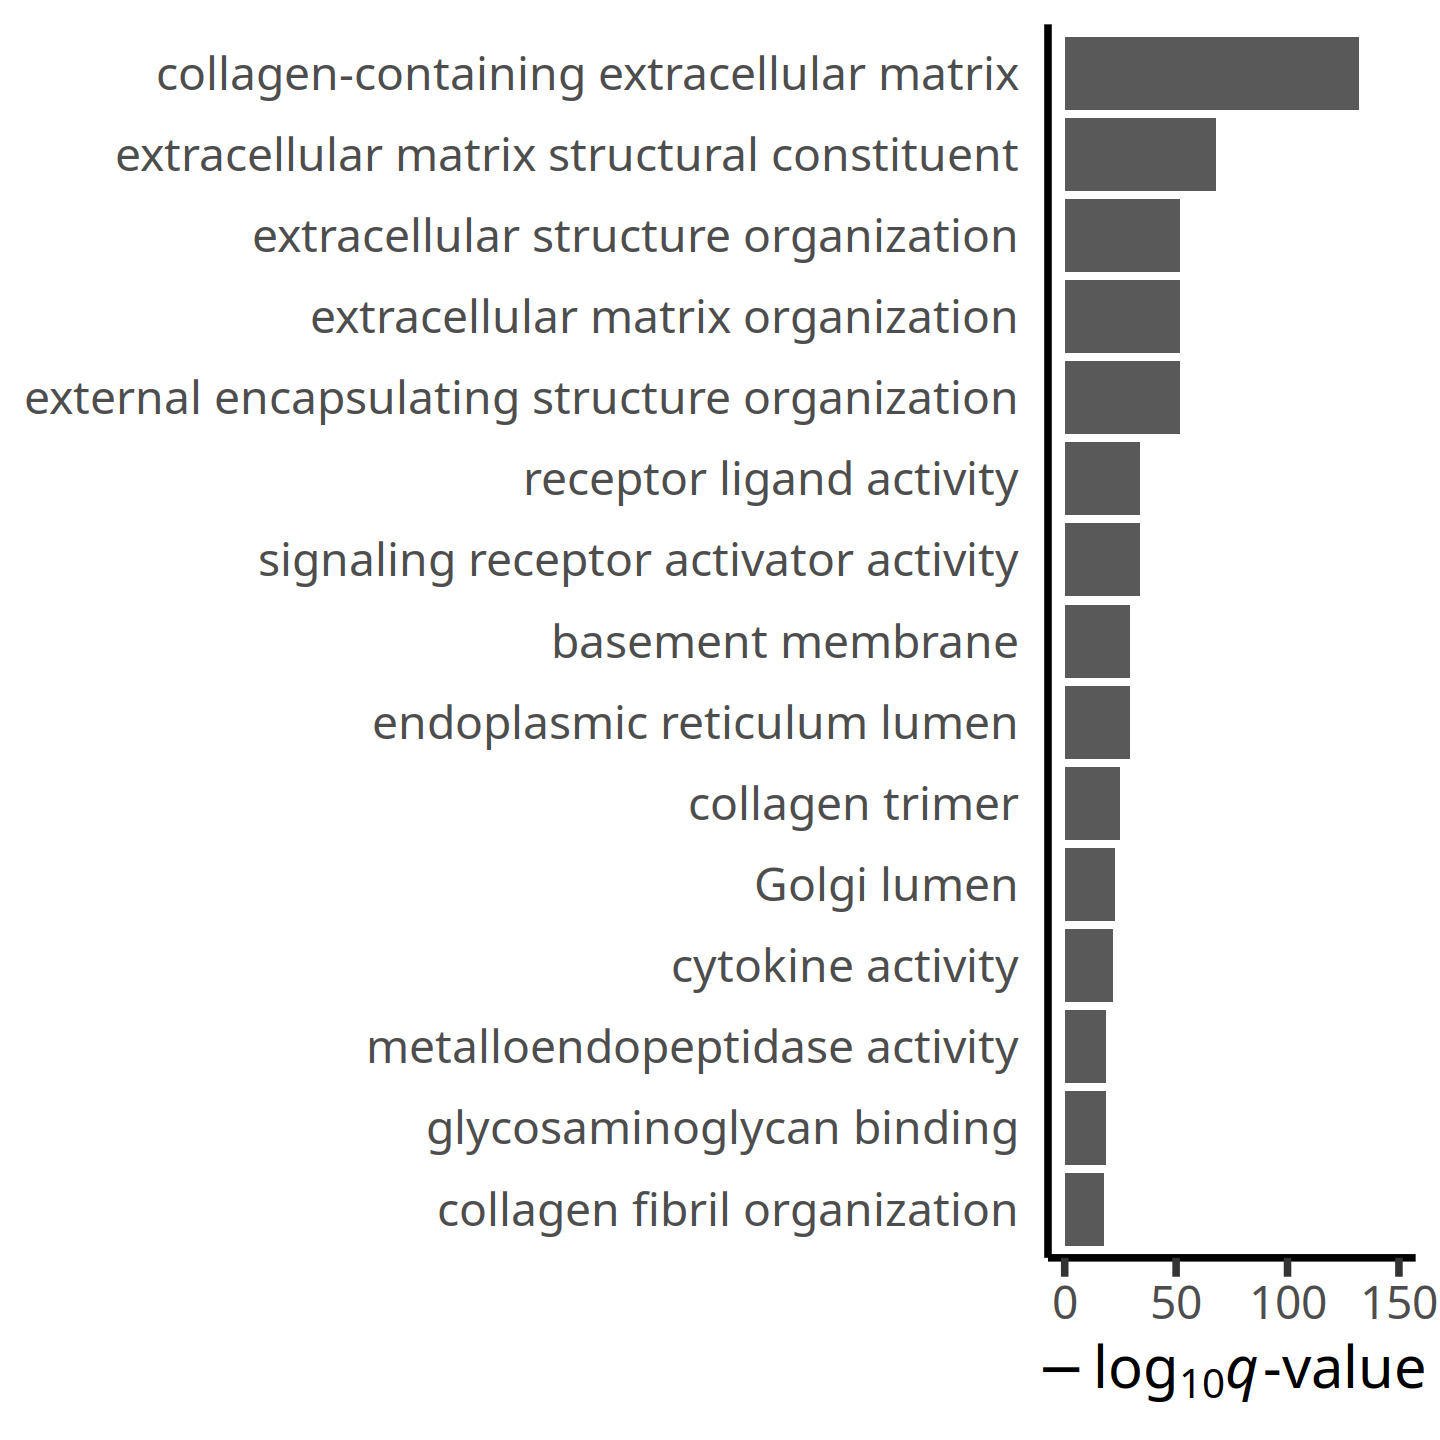 collagen-containing extracellular matrix
extracellular matrix structural constituent
extracellular structure organization
extracellular matrix organization
external encapsulating structure organization
receptor ligand activity
signaling receptor activator activity
basement membrane
endoplasmic reticulum lumen
collagen trimer
Golgi lumen
cytokine activity
metalloendopeptidase activity
glycosaminoglycan binding
collagen fibril organization
0 50 100 150
− log₁₀q-value